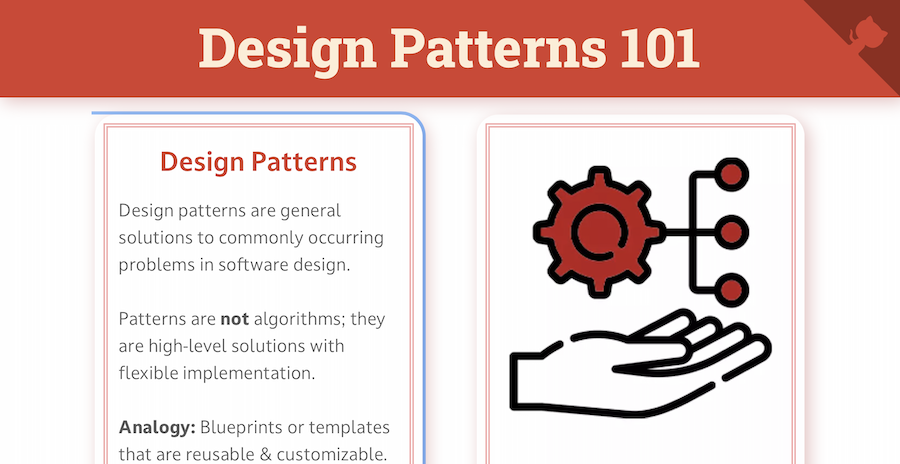 Design Patterns 101
Design Patterns
Design patterns are general
solutions to commonly occurring
problems in software design.
Patterns are not algorithms; they
are high-level solutions with
flexible implementation.
Analogy: Blueprints or templates
that are reusable & customizable.